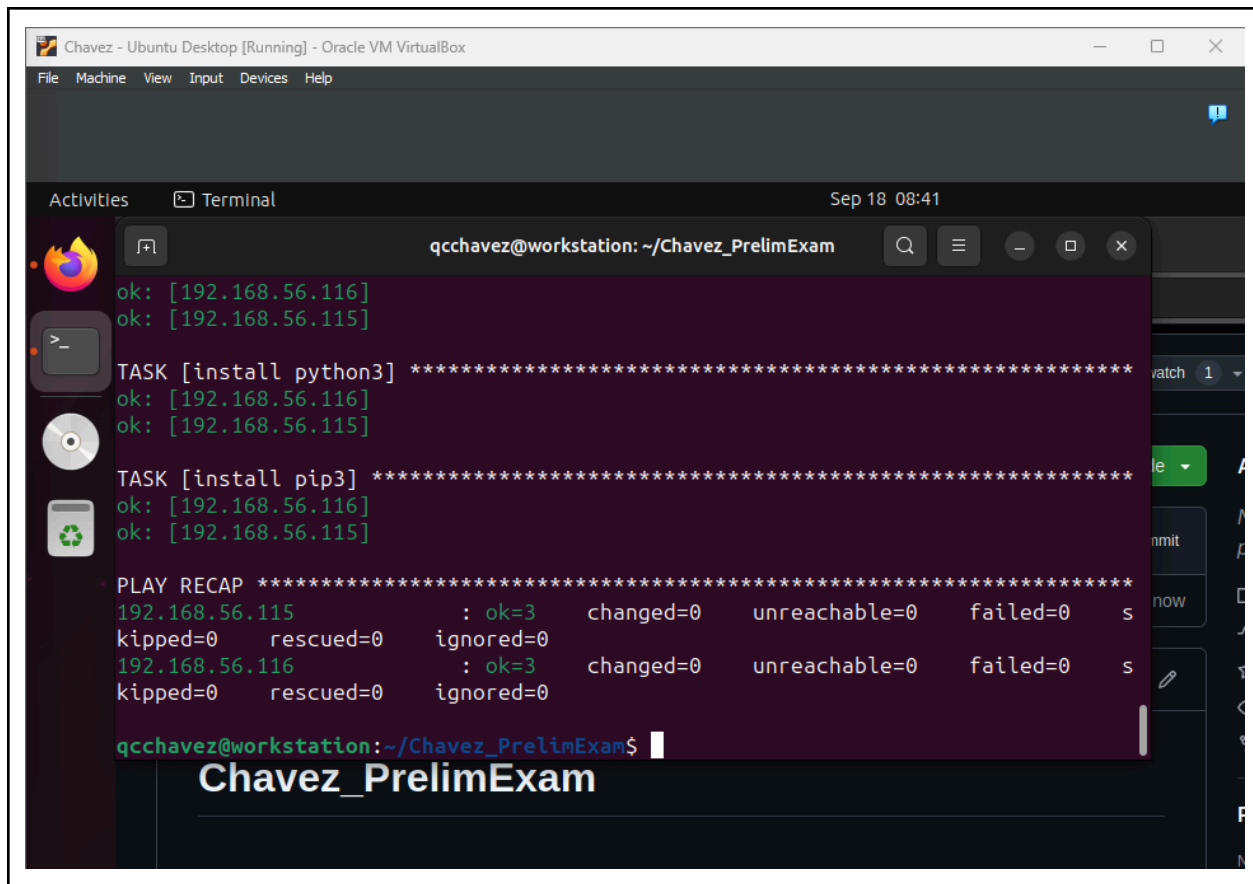 Chavez - Ubuntu Desktop [Running] - Oracle VM VirtualBox
File Machine View Input Devices Help
Activities Terminal Sep 18 08:41
qcchavez@workstation: ~/Chavez_PrelimExam
ok: [192.168.56.116]
ok: [192.168.56.115]
TASK [install python3] *********************************************************
ok: [192.168.56.116]
ok: [192.168.56.115]
TASK [install pip3] ************************************************************
ok: [192.168.56.116]
ok: [192.168.56.115]
PLAY RECAP *********************************************************************
192.168.56.115 : ok=3 changed=0 unreachable=0 failed=0 s
kipped=0 rescued=0 ignored=0
192.168.56.116 : ok=3 changed=0 unreachable=0 failed=0 s
kipped=0 rescued=0 ignored=0
qcchavez@workstation:~/Chavez_PrelimExam$
atch 1
le
mmit
now
Chavez_PrelimExam